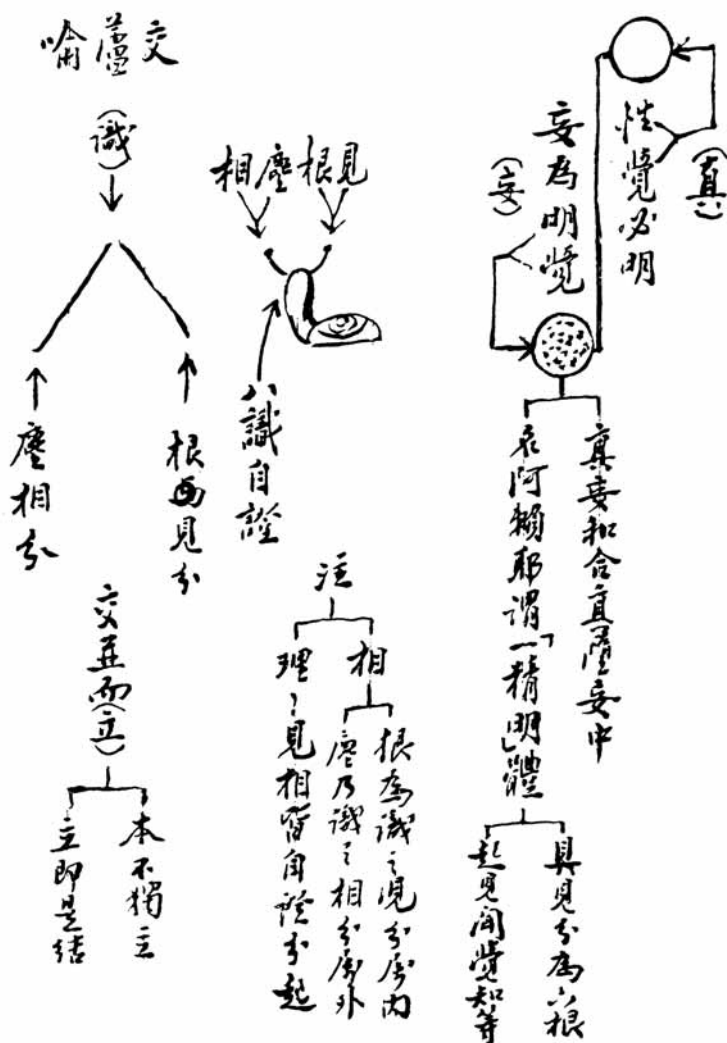 (真)
性覺必明
妄為明覺
(妄)
真妄和合真墮妄中
名阿賴耶謂「一精明」體
具見分為六根
起見聞覺知等
根見
塵相
八識自證
注
相
根為識之見分屬內
塵乃識之相分屬外
理:見相皆自證分起
交蘆喻
(識)
根 見分
塵相分
交並而(立)
本不獨立
立即是結